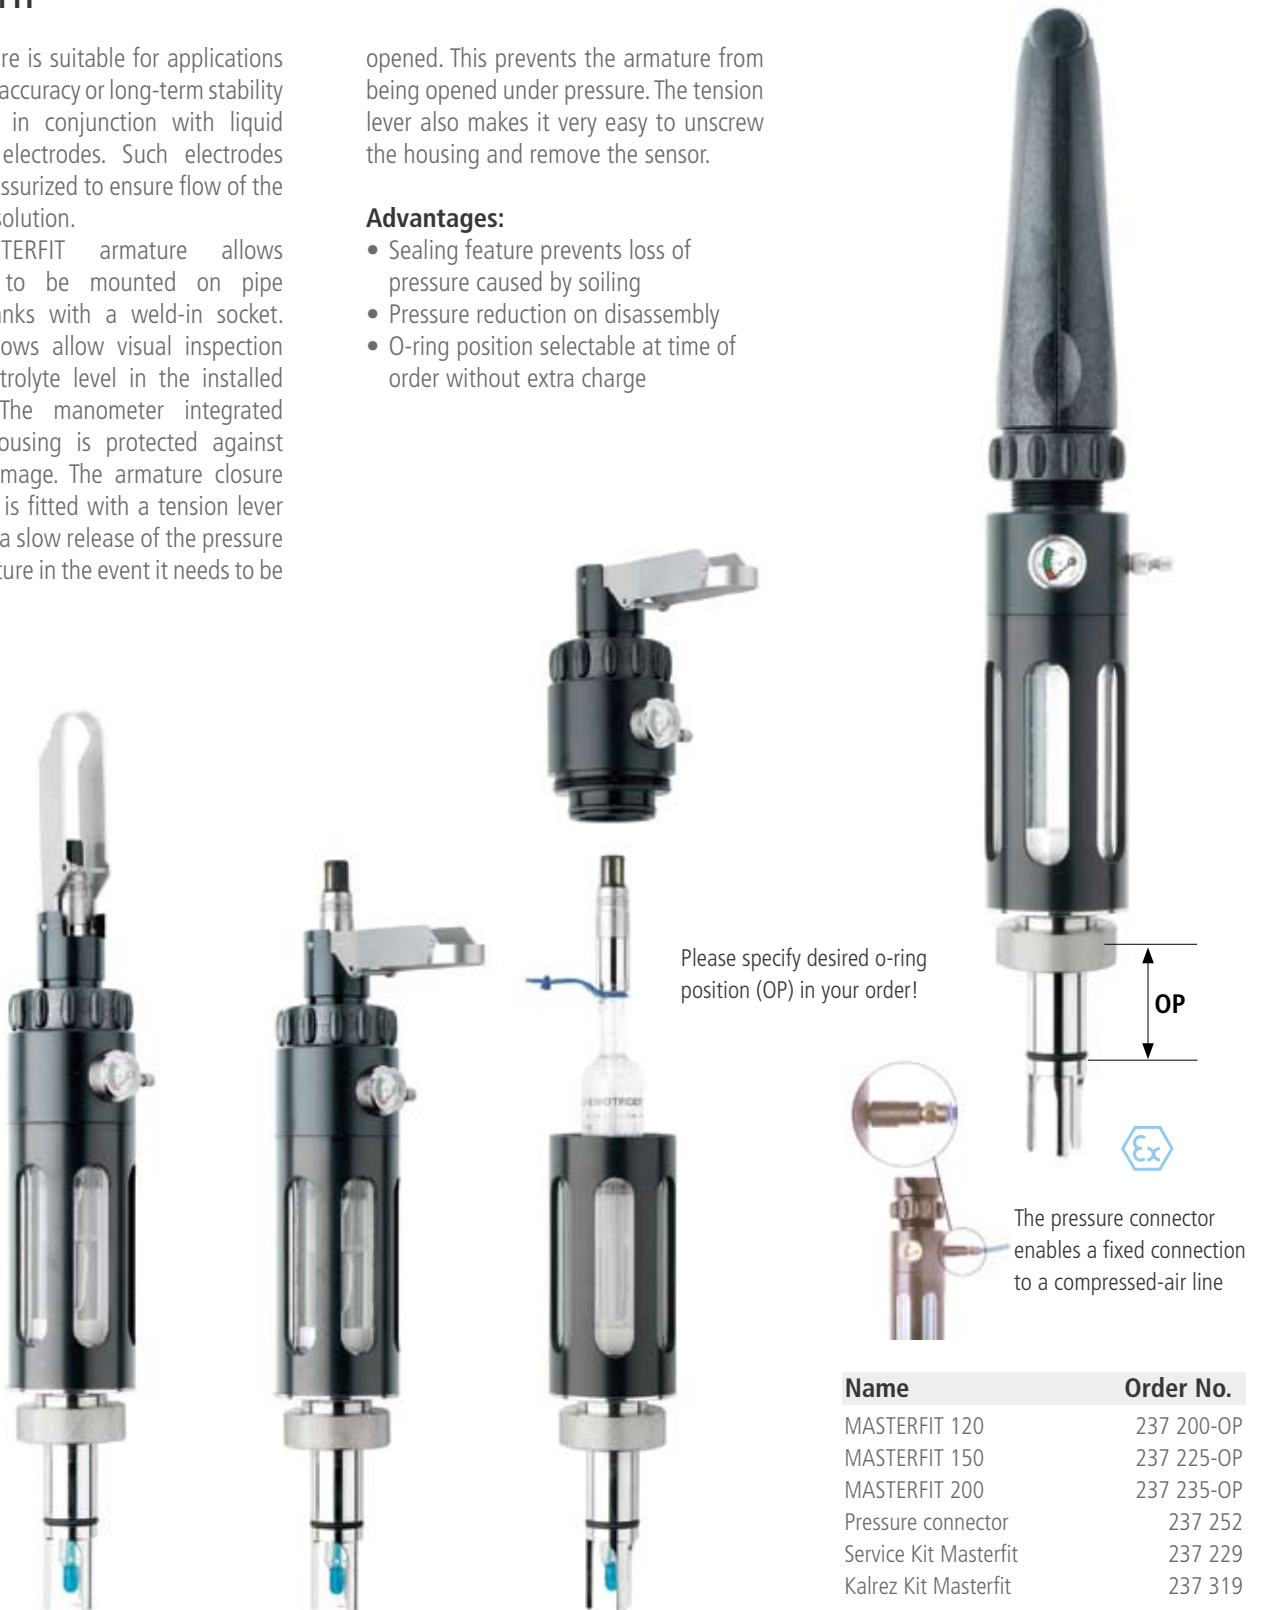 re is suitable for applications
accuracy or long-term stability
in conjunction with liquid
electrodes. Such electrodes
ssurized to ensure flow of the
solution.
TERFIT armature allows
to be mounted on pipe
nks with a weld-in socket.
ows allow visual inspection
trolyte level in the installed
The manometer integrated
ousing is protected against
mage. The armature closure
is fitted with a tension lever
a slow release of the pressure
ture in the event it needs to be
opened. This prevents the armature from
being opened under pressure. The tension
lever also makes it very easy to unscrew
the housing and remove the sensor.
Advantages:
• Sealing feature prevents loss of
pressure caused by soiling
• Pressure reduction on disassembly
• O-ring position selectable at time of
order without extra charge
Please specify desired o-ring
position (OP) in your order!
OP
Ex
The pressure connector
enables a fixed connection
to a compressed-air line
Name Order No.
MASTERFIT 120 237 200-OP
MASTERFIT 150 237 225-OP
MASTERFIT 200 237 235-OP
Pressure connector 237 252
Service Kit Masterfit 237 229
Kalrez Kit Masterfit 237 319